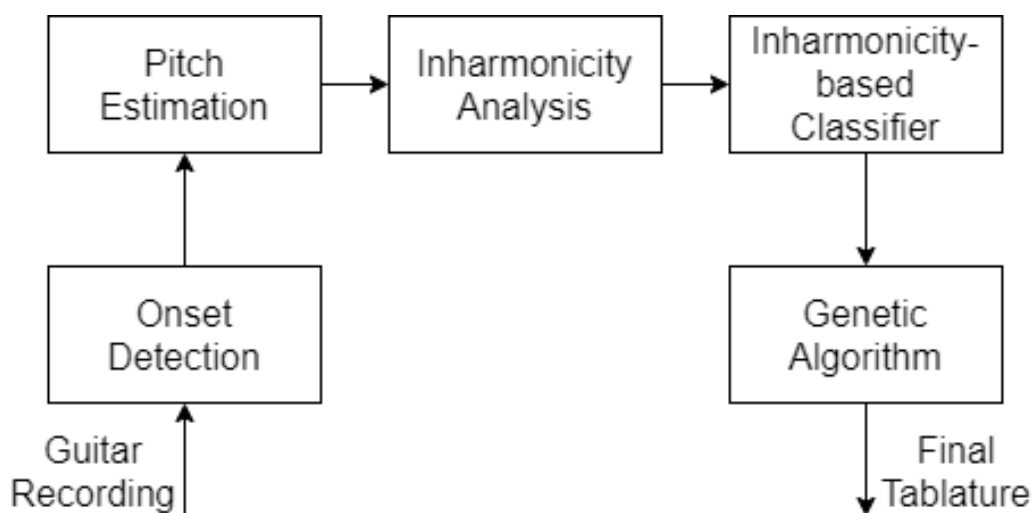 Pitch
Estimation
Inharmonicity
Analysis
Inharmonicity-
based
Classifier
Onset
Detection
Genetic
Algorithm
Guitar
Recording
Final
Tablature